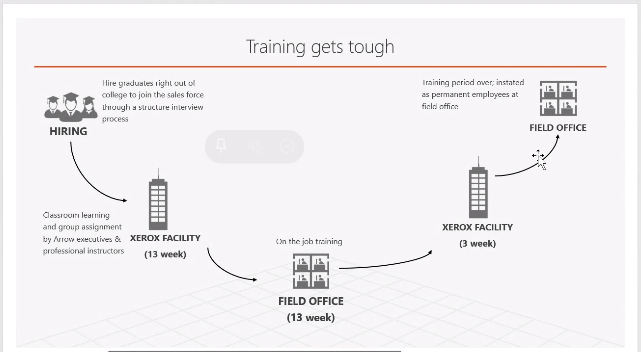 Training gets tough
Hire graduates right out of
college to join the sales force
through a structure interview
process
HIRING
Classroom learning
and group assignment
by Arrow executives &
professional instructors
XEROX FACILITY
(13 week)
On the job training
FIELD OFFICE
(13 week)
XEROX FACILITY
(3 week)
Training period over; instated
as permanent employees at
field office
FIELD OFFICE